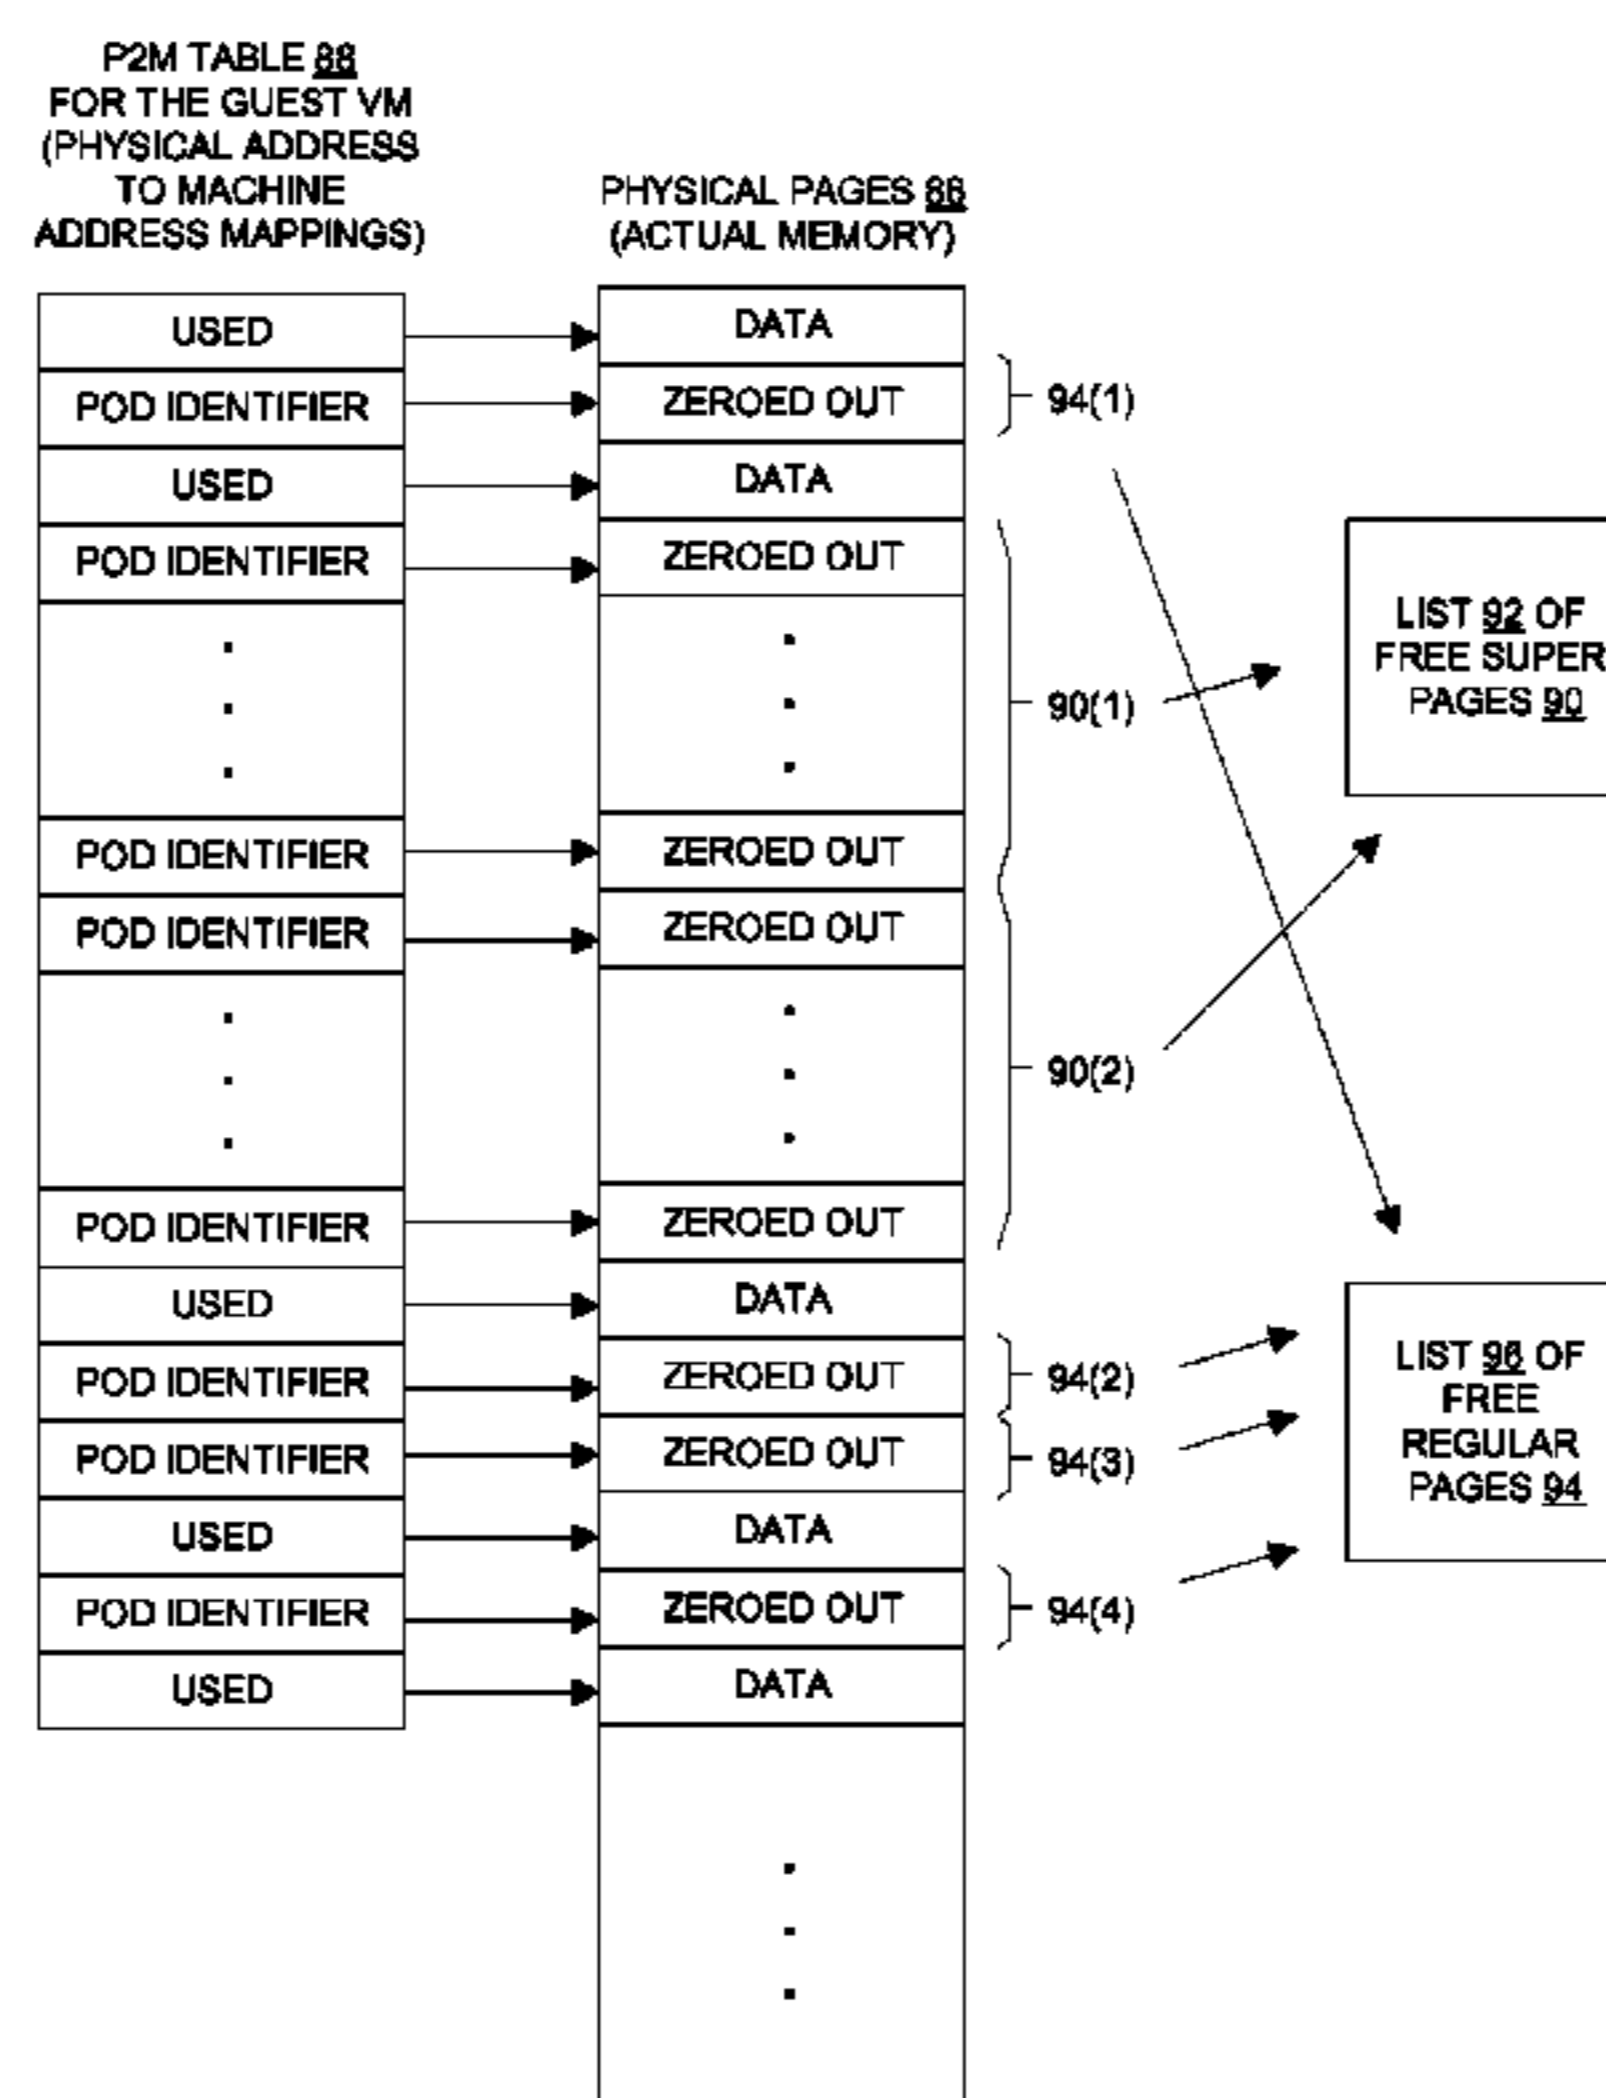 P2M TABLE 88
FOR THE GUEST VM
(PHYSICAL ADDRESS
TO MACHINE
ADDRESS MAPPINGS)
PHYSICAL PAGES 86
(ACTUAL MEMORY)
USED
DATA
POD IDENTIFIER
ZEROED OUT
94(1)
USED
DATA
POD IDENTIFIER
ZEROED OUT
LIST 92 OF
FREE SUPER
PAGES 90
90(1)
POD IDENTIFIER
ZEROED OUT
POD IDENTIFIER
ZEROED OUT
90(2)
POD IDENTIFIER
ZEROED OUT
USED
DATA
POD IDENTIFIER
ZEROED OUT
94(2)
LIST 96 OF
FREE
REGULAR
PAGES 94
POD IDENTIFIER
ZEROED OUT
94(3)
USED
DATA
POD IDENTIFIER
ZEROED OUT
94(4)
USED
DATA